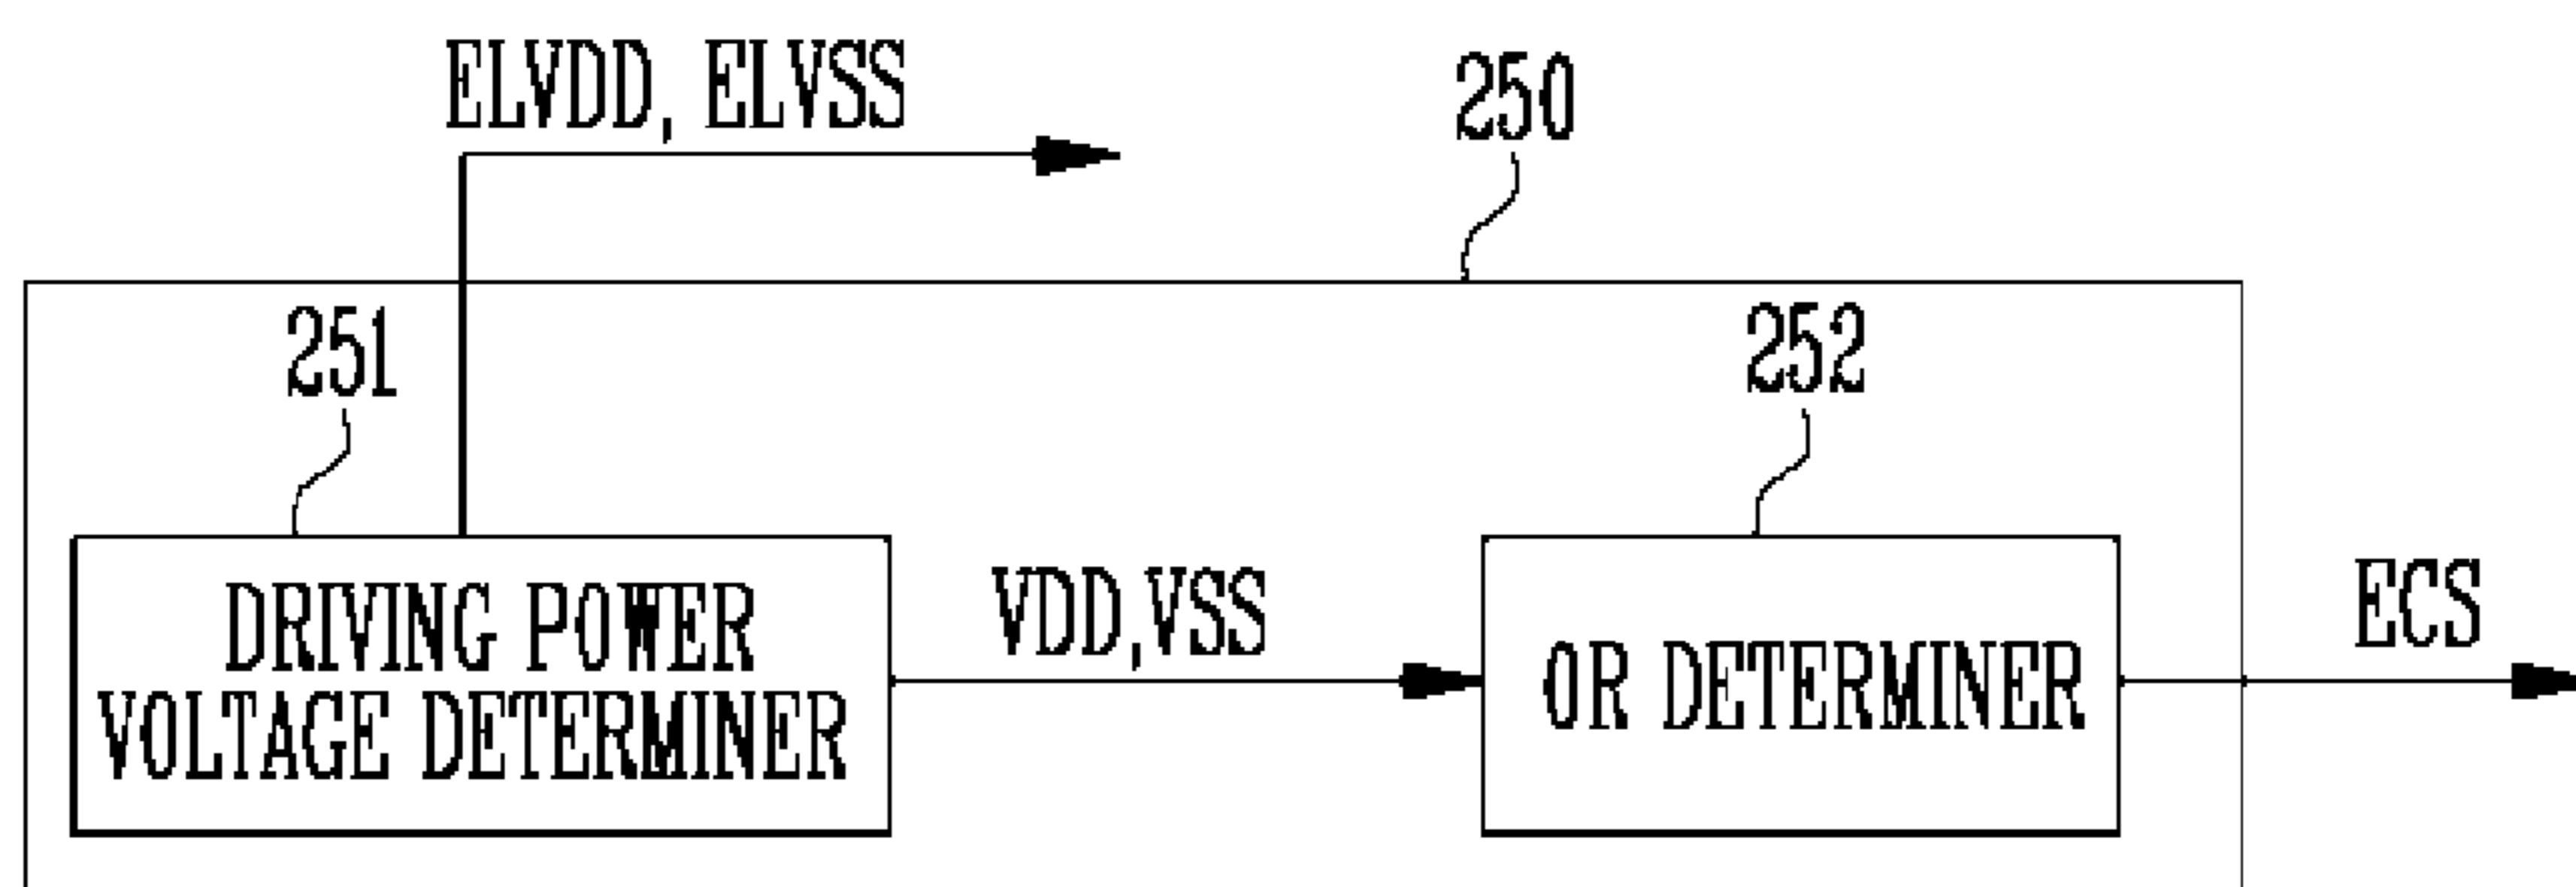 ELVDD, ELVSS
250
251
252
DRIVING POWER
VOLTAGE DETERMINER
VDD,VSS
OR DETERMINER
ECS